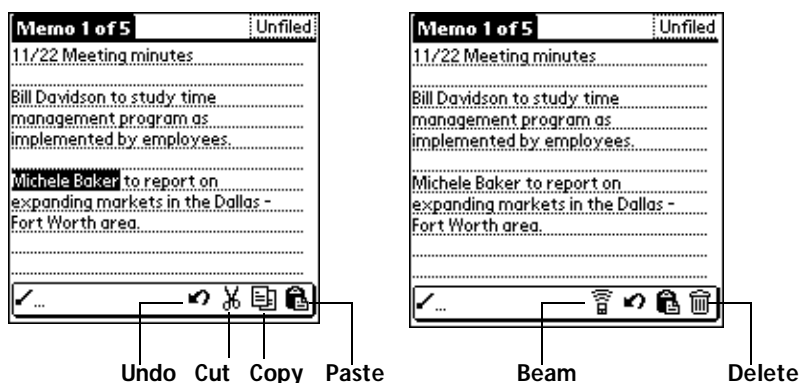 Memo 1 of 5 Unfiled
11/22 Meeting minutes
Bill Davidson to study time
management program as
implemented by employees.
Michele Baker to report on
expanding markets in the Dallas -
Fort Worth area.
...
Undo Cut Copy Paste
Memo 1 of 5 Unfiled
11/22 Meeting minutes
Bill Davidson to study time
management program as
implemented by employees.
Michele Baker to report on
expanding markets in the Dallas -
Fort Worth area.
...
Beam Delete